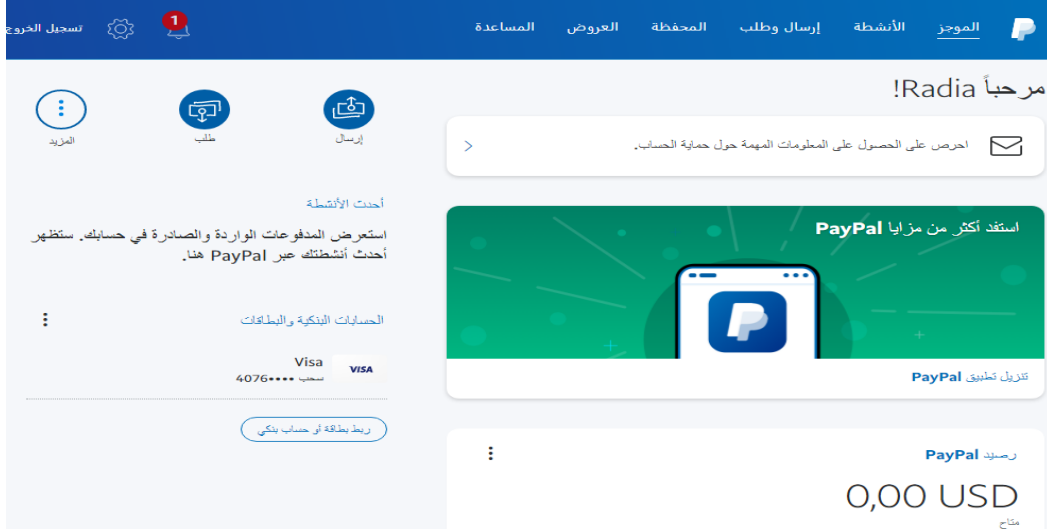 الموجز
الأنشطة
إرسال وطلب
المحفظة
العروض
المساعدة
1
تسجيل الخروج
مرحباً Radia!
احرص على الحصول على المعلومات المهمة حول حماية الحساب.
استفد أكثر من مزايا PayPal
تنزيل تطبيق PayPal
رصيد PayPal
0,00 USD
متاح
إرسال
طلب
المزيد
أحدث الأنشطة
استعرض المدفوعات الواردة والصادرة في حسابك. ستظهر
أحدث أنشطتك عبر PayPal هنا.
الحسابات البنكية والبطاقات
VISA
Visa
سحب ••••4076
ربط بطاقة أو حساب بنكي